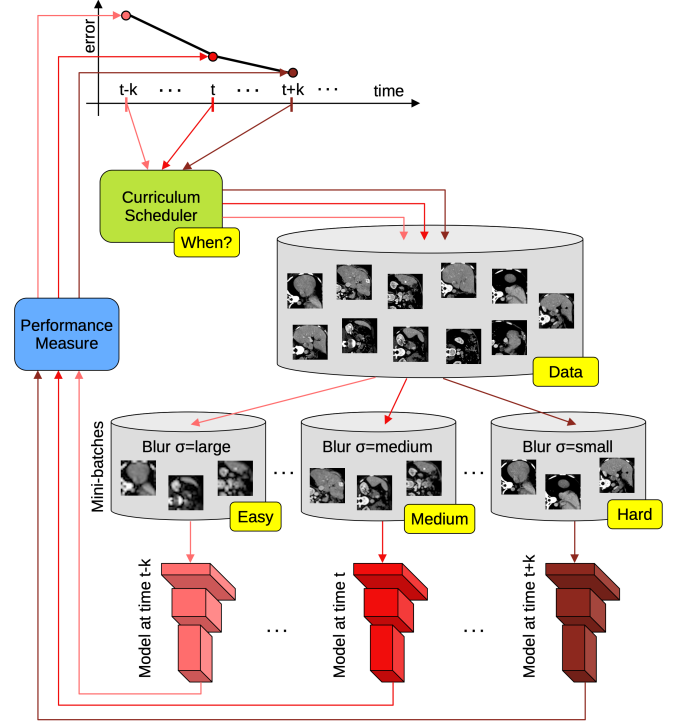 error
t-k ... t ... t+k ... time
Curriculum
Scheduler
When?
Performance
Measure
Data
Mini-batches
Blur σ=large
Easy
...
Blur σ=medium
Medium
...
Blur σ=small
Hard
Model at time t-k
...
Model at time t
...
Model at time t+k